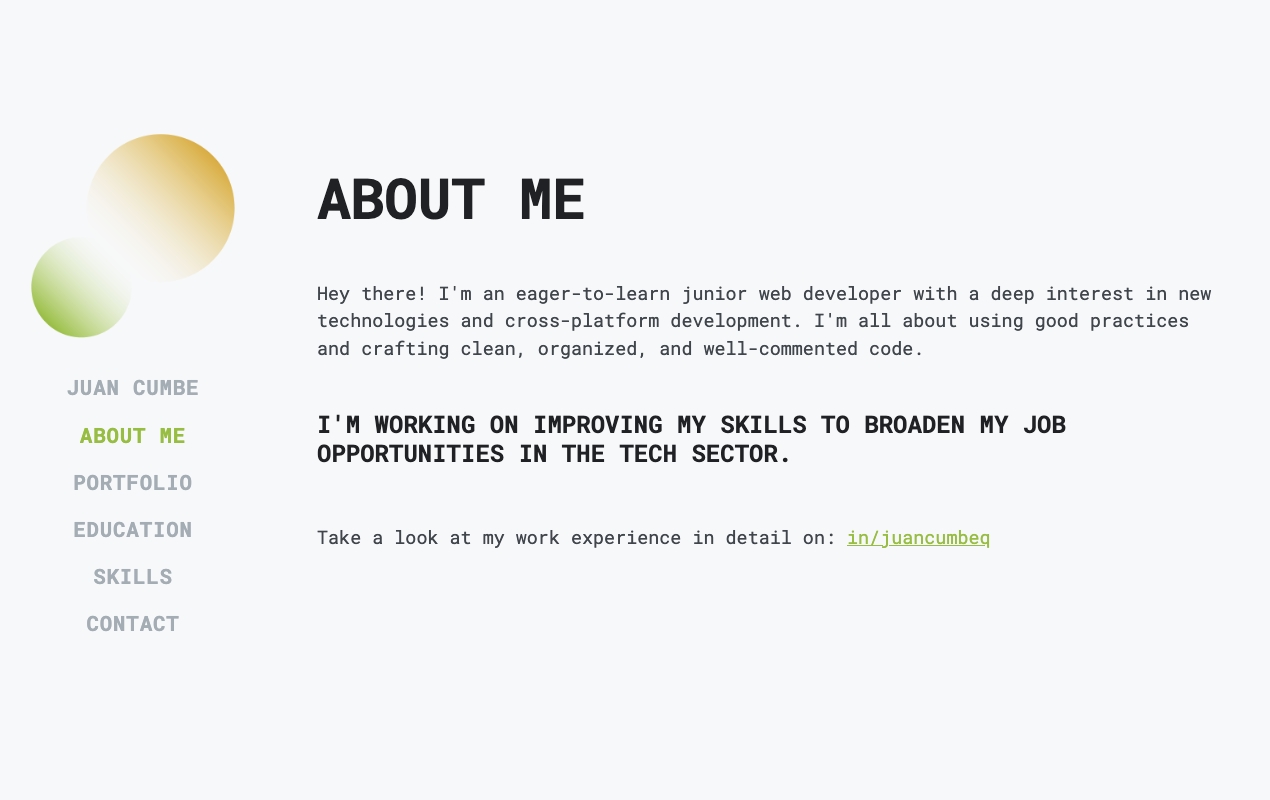 JUAN CUMBE
ABOUT ME
PORTFOLIO
EDUCATION
SKILLS
CONTACT
ABOUT ME
Hey there! I'm an eager-to-learn junior web developer with a deep interest in new
technologies and cross-platform development. I'm all about using good practices
and crafting clean, organized, and well-commented code.
I'M WORKING ON IMPROVING MY SKILLS TO BROADEN MY JOB
OPPORTUNITIES IN THE TECH SECTOR.
Take a look at my work experience in detail on: in/juancumbeq